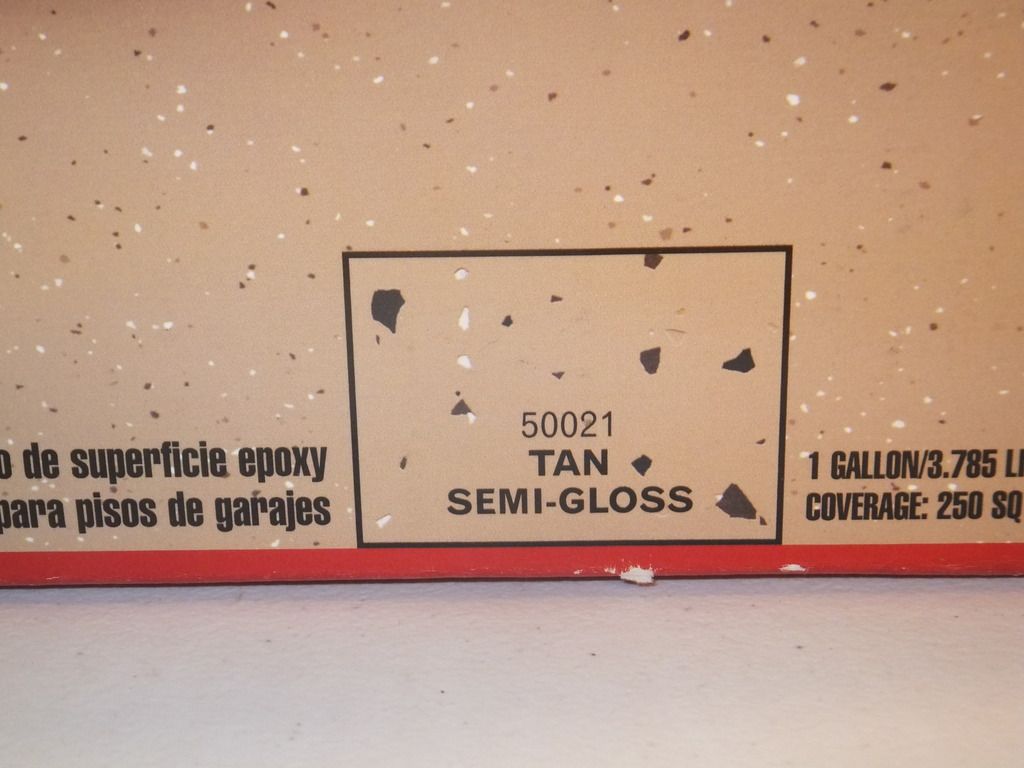 de superficie epoxy
para pisos de garajes
50021
TAN
SEMI-GLOSS
1 GALLON/3.785
COVERAGE: 250 SQ